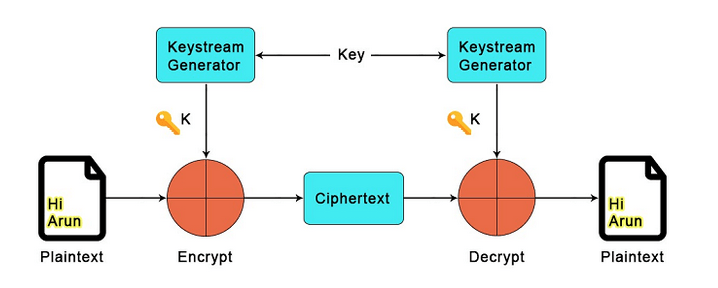 Keystream
Generator
Key
Keystream
Generator
K
K
Hi
Arun
Ciphertext
Hi
Arun
Plaintext
Encrypt
Decrypt
Plaintext